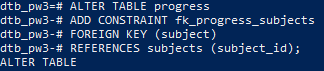 dtb_pw3=# ALTER TABLE progress
dtb_pw3-# ADD CONSTRAINT fk_progress_subjects
dtb_pw3-# FOREIGN KEY (subject)
dtb_pw3-# REFERENCES subjects (subject_id);
ALTER TABLE